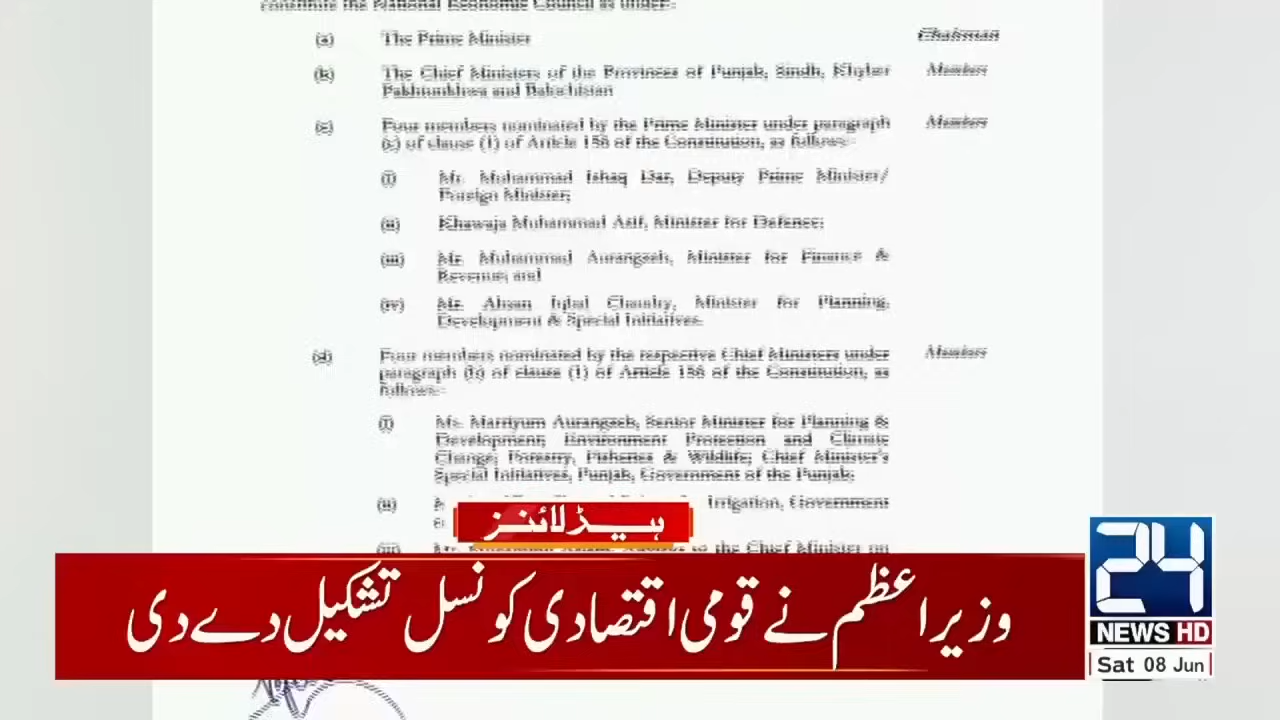 constitute the National Economic Council as under:-
(a) The Prime Minister Chairman
(b) The Chief Ministers of the Provinces of Punjab, Sindh, Khyber Member
Pakhtunkhwa and Balochistan
(c) Four members nominated by the Prime Minister under paragraph Members
(c) of clause (1) of Article 156 of the Constitution, as follows:-
(i) Mr. Muhammad Ishaq Dar, Deputy Prime Minister/
Foreign Minister;
(ii) Khawaja Muhammad Asif, Minister for Defence;
(iii) Mr. Muhammad Aurangzeb, Minister for Finance &
Revenue; and
(iv) Mr. Ahsan Iqbal Chaudry, Minister for Planning,
Development & Special Initiatives.
(d) Four members nominated by the respective Chief Ministers under Members
paragraph (b) of clause (1) of Article 156 of the Constitution, as
follows:-
(i) Ms. Marriyum Aurangzeb, Senior Minister for Planning &
Development; Environment Protection and Climate
Change; Forestry, Fisheries & Wildlife; Chief Minister's
Special Initiatives, Punjab, Government of the Punjab;
(ii) Irrigation, Government
(iii) Mr. Advisor to the Chief Minister on
ہیڈلائنز
وزیراعظم نے قومی اقتصادی کونسل تشکیل دے دی
24
NEWS HD
Sat 08 Jun